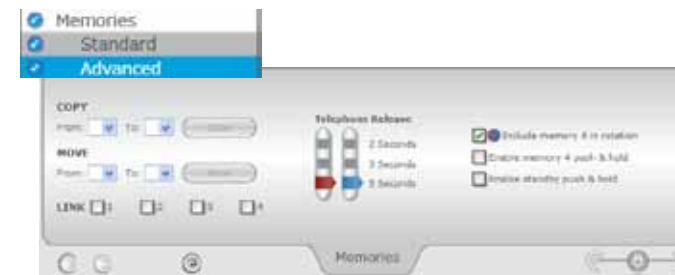 Memories
Standard
Advanced
COPY
From: To:
MOVE
From: To:
LINK 1 2 3 4
Telephone Release
2 Seconds
3 Seconds
5 Seconds
Include memory 4 in rotation
Enable memory 4 push & hold
Enable standby push & hold
Memories